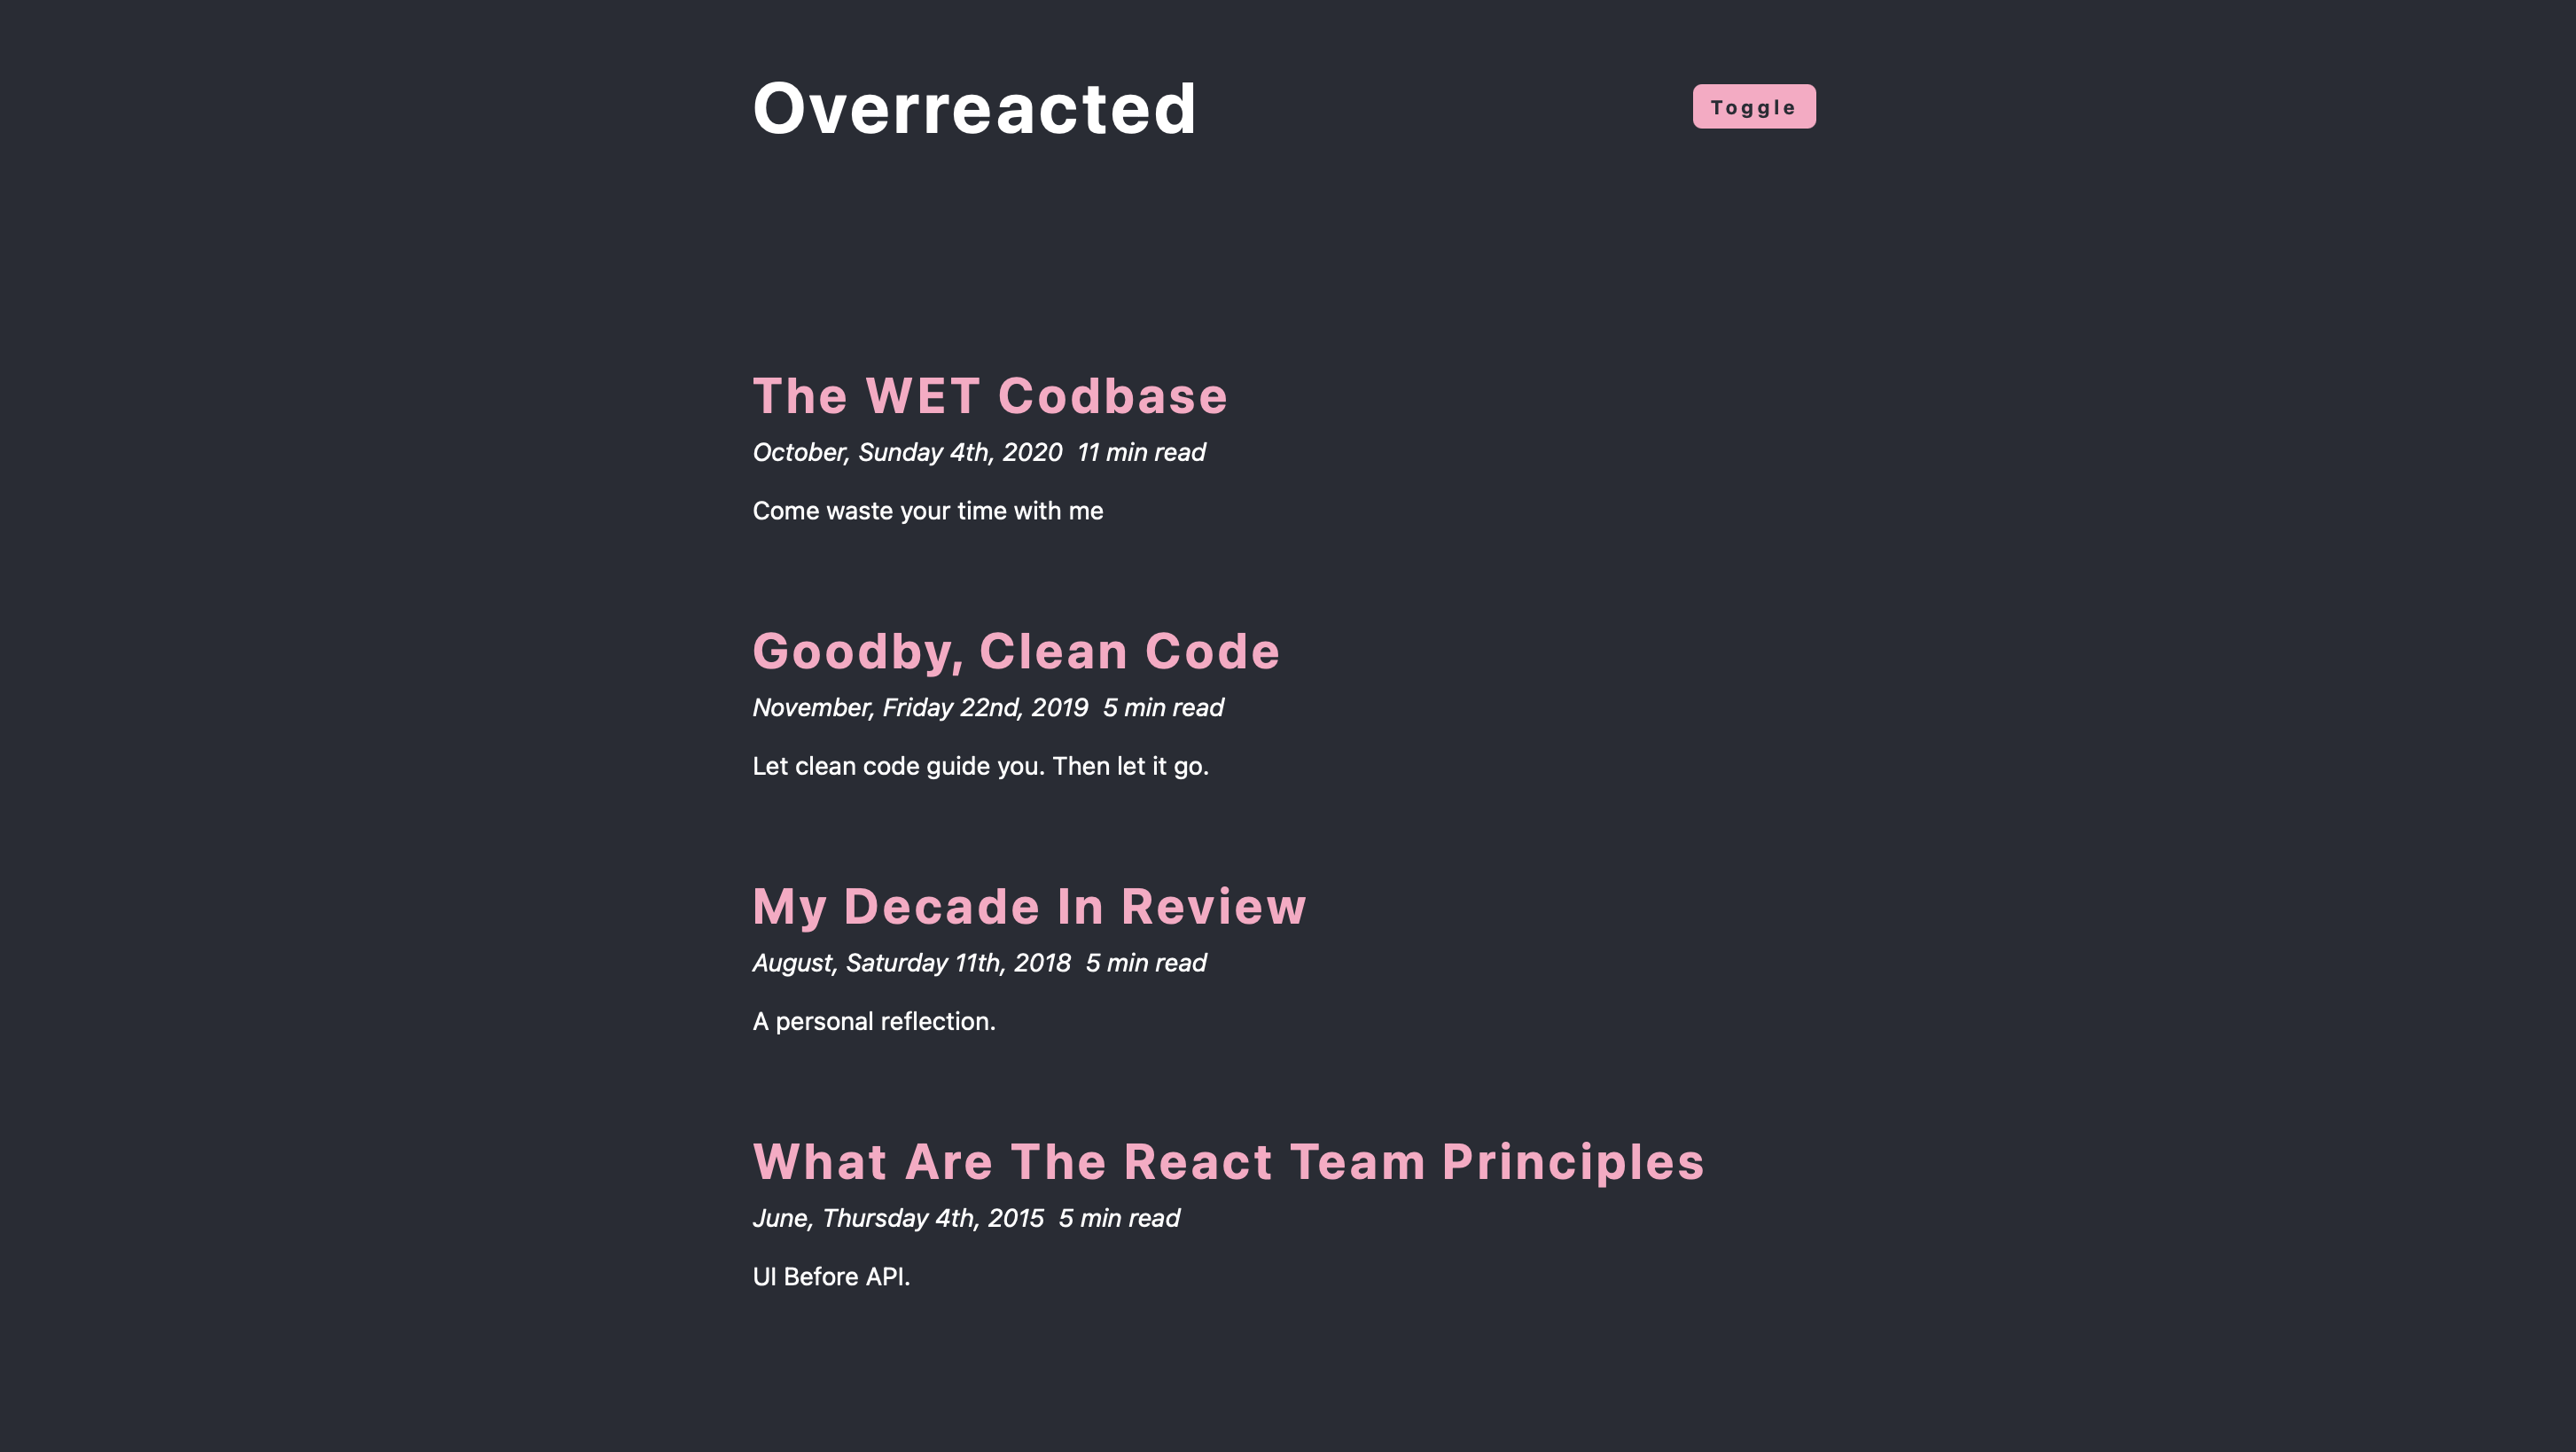 Overreacted
Toggle
The WET Codbase
October, Sunday 4th, 2020 11 min read
Come waste your time with me
Goodby, Clean Code
November, Friday 22nd, 2019 5 min read
Let clean code guide you. Then let it go.
My Decade In Review
August, Saturday 11th, 2018 5 min read
A personal reflection.
What Are The React Team Principles
June, Thursday 4th, 2015 5 min read
UI Before API.